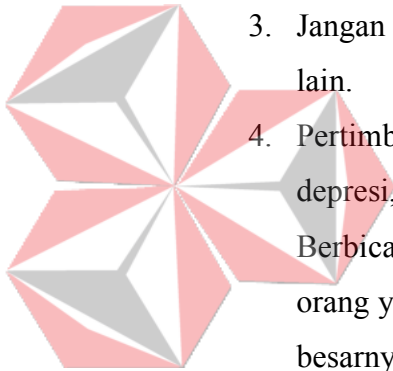 3. Jangan
lain.
4. Pertimb
depresi,
Berbica
orang y
besarny